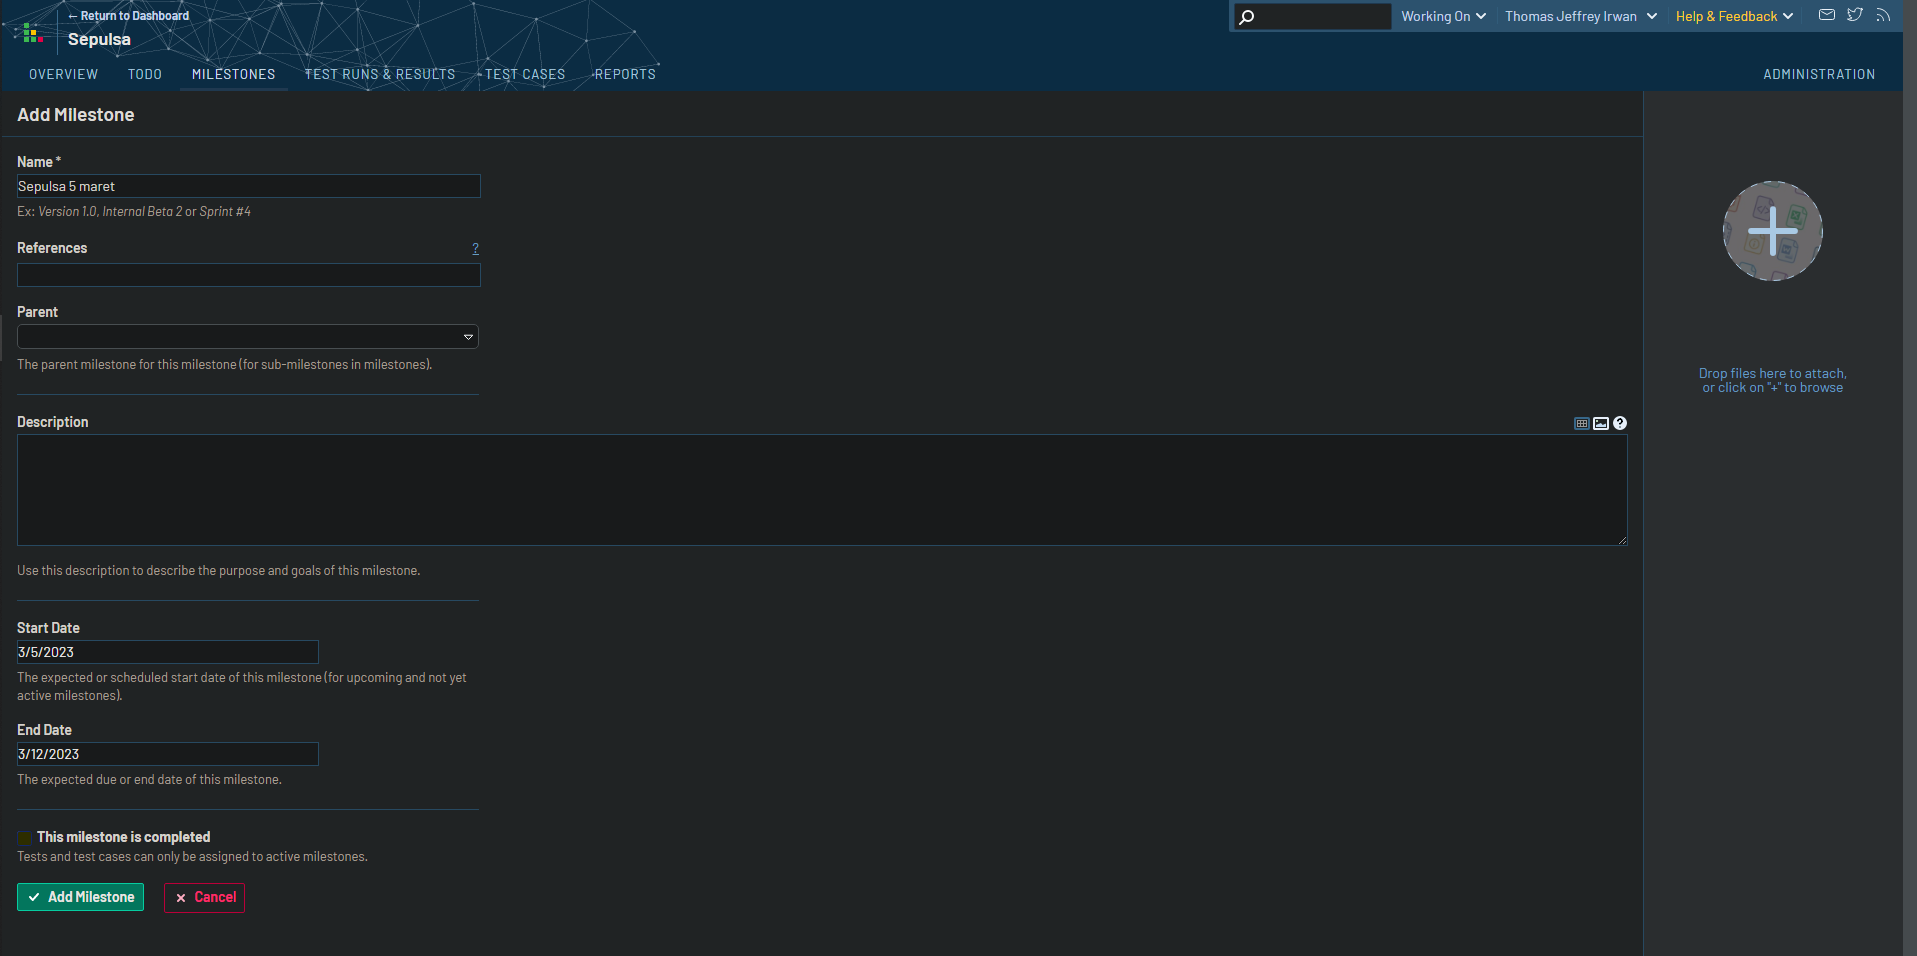 ← Return to Dashboard
Sepulsa
Working On
Thomas Jeffrey Irwan
Help & Feedback
OVERVIEW TODO MILESTONES TEST RUNS & RESULTS TEST CASES REPORTS ADMINISTRATION
Add Milestone
Name *
Sepulsa 5 maret
Ex: Version 1.0, Internal Beta 2 or Sprint #4
References ?
Parent
The parent milestone for this milestone (for sub-milestones in milestones).
Drop files here to attach,
or click on "+" to browse
Description
Use this description to describe the purpose and goals of this milestone.
Start Date
3/5/2023
The expected or scheduled start date of this milestone (for upcoming and not yet
active milestones).
End Date
3/12/2023
The expected due or end date of this milestone.
This milestone is completed
Tests and test cases can only be assigned to active milestones.
Add Milestone
Cancel